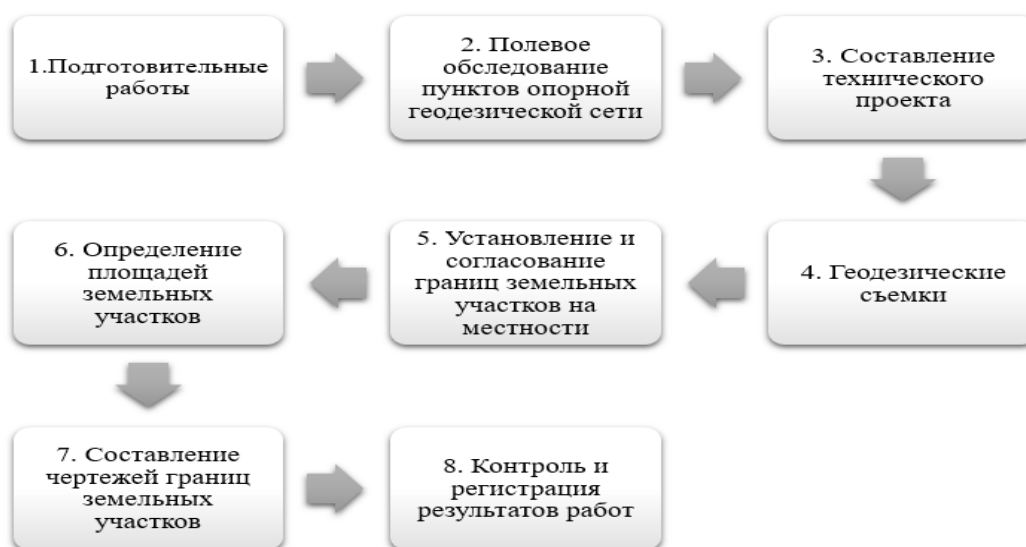 1.Подготовительные
работы
2. Полевое
обследование
пунктов опорной
геодезической сети
3. Составление
технического
проекта
4. Геодезические
съемки
5. Установление и
согласование
границ земельных
участков на
местности
6. Определение
площадей
земельных
участков
7. Составление
чертежей границ
земельных
участков
8. Контроль и
регистрация
результатов работ